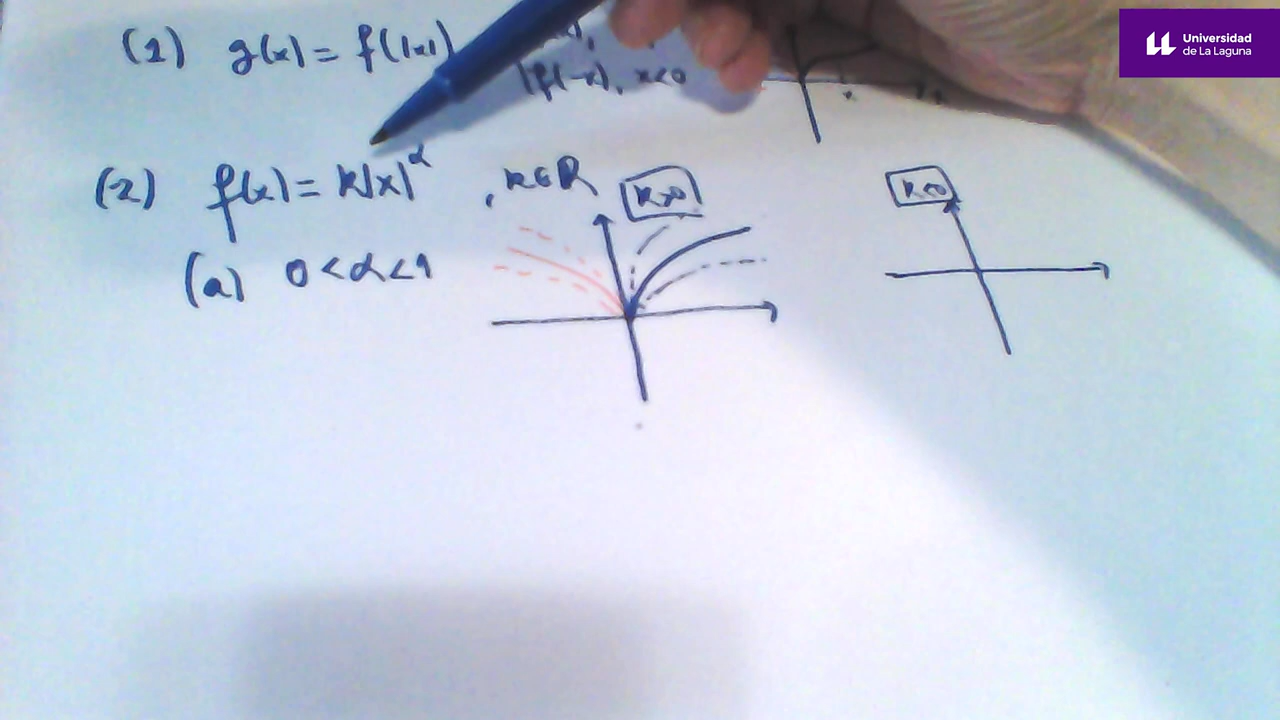 Universidad
de La Laguna
(1) g(x) = f(|x|)
f(-x), x<0
(2) f(x) = k|x|^α , k∈R
k>0
k<0
(a) 0<α<1